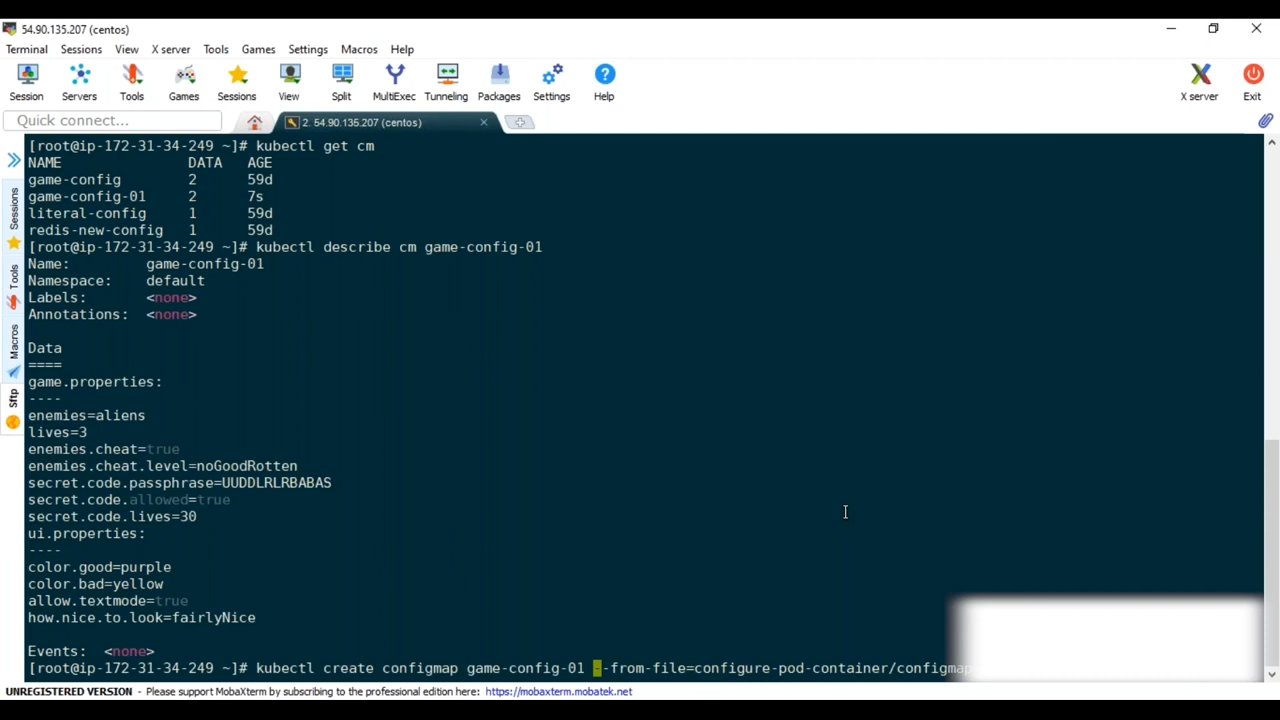 54.90.135.207 (centos)
Terminal Sessions View X server Tools Games Settings Macros Help
Session Servers Tools Games Sessions View Split MultiExec Tunneling Packages Settings Help X server Exit
Quick connect...
2. 54.90.135.207 (centos)
Sessions
Tools
Macros
Sftp
[root@ip-172-31-34-249 ~]# kubectl get cm
NAME DATA AGE
game-config 2 59d
game-config-01 2 7s
literal-config 1 59d
redis-new-config 1 59d
[root@ip-172-31-34-249 ~]# kubectl describe cm game-config-01
Name: game-config-01
Namespace: default
Labels: <none>
Annotations: <none>
Data
====
game.properties:
----
enemies=aliens
lives=3
enemies.cheat=true
enemies.cheat.level=noGoodRotten
secret.code.passphrase=UUDDLRLRBABAS
secret.code.allowed=true
secret.code.lives=30
ui.properties:
----
color.good=purple
color.bad=yellow
allow.textmode=true
how.nice.to.look=fairlyNice
Events: <none>
[root@ip-172-31-34-249 ~]# kubectl create configmap game-config-01 --from-file=configure-pod-container/configmap
UNREGISTERED VERSION - Please support MobaXterm by subscribing to the professional edition here: https://mobaxterm.mobatek.net